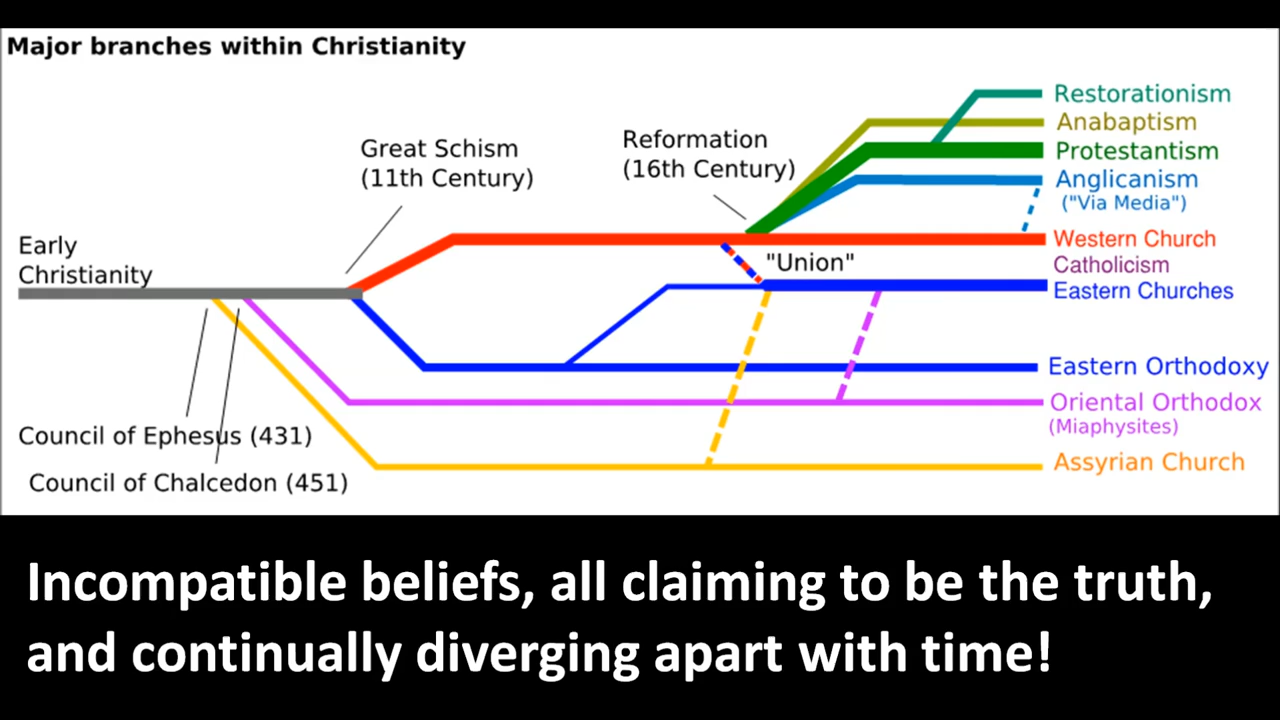 Major branches within Christianity
Restorationism
Anabaptism
Reformation
(16th Century)
Protestantism
Great Schism
(11th Century)
Anglicanism
("Via Media")
Early
Christianity
Western Church
"Union"
Catholicism
Eastern Churches
Eastern Orthodoxy
Oriental Orthodox
(Miaphysites)
Council of Ephesus (431)
Assyrian Church
Council of Chalcedon (451)
Incompatible beliefs, all claiming to be the truth,
and continually diverging apart with time!